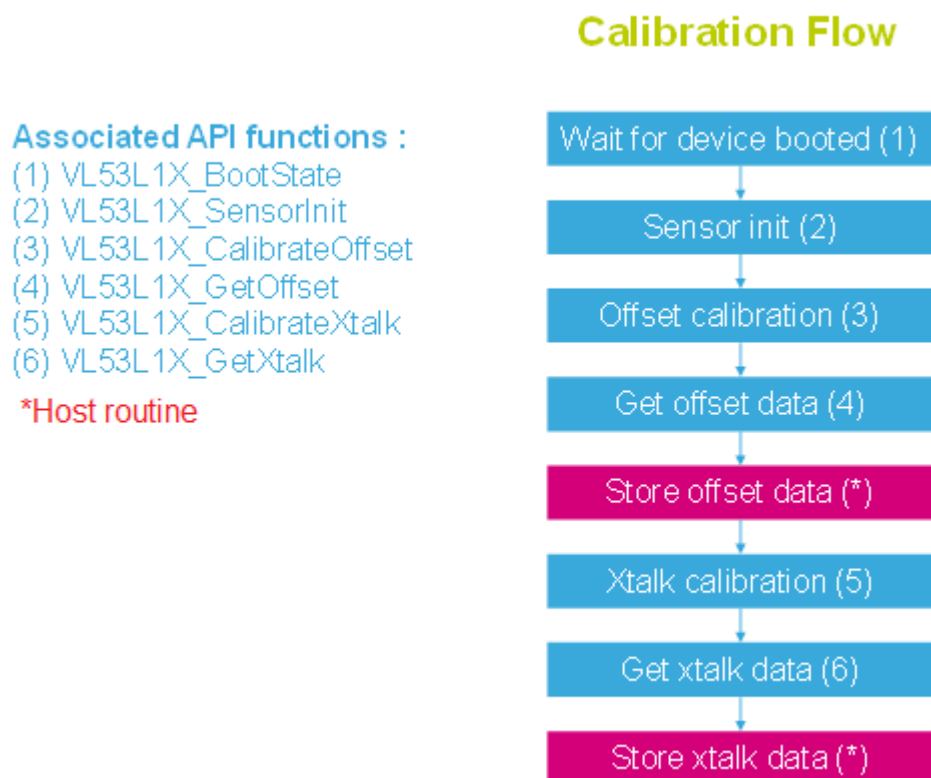 Calibration Flow
Associated API functions :
(1) VL53L1X_BootState
(2) VL53L1X_SensorInit
(3) VL53L1X_CalibrateOffset
(4) VL53L1X_GetOffset
(5) VL53L1X_CalibrateXtalk
(6) VL53L1X_GetXtalk
*Host routine
Wait for device booted (1)
Sensor init (2)
Offset calibration (3)
Get offset data (4)
Store offset data (*)
Xtalk calibration (5)
Get xtalk data (6)
Store xtalk data (*)